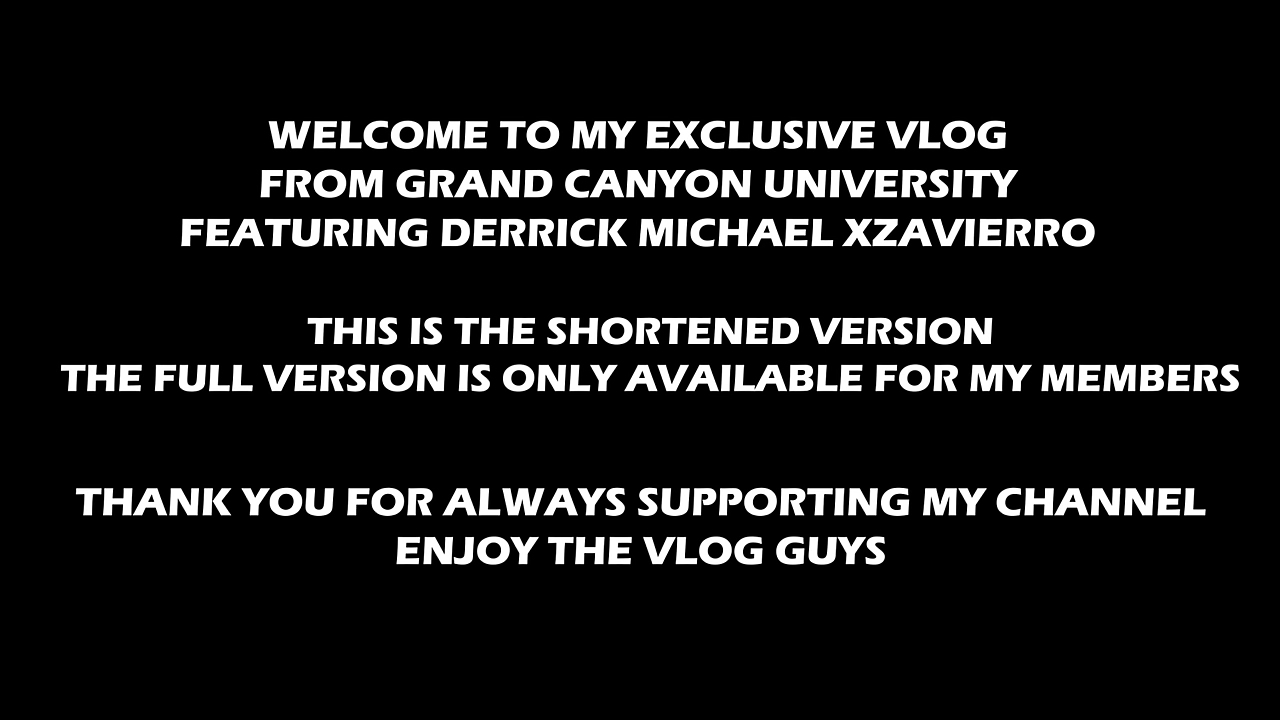 WELCOME TO MY EXCLUSIVE VLOG
FROM GRAND CANYON UNIVERSITY
FEATURING DERRICK MICHAEL XZAVIERRO
THIS IS THE SHORTENED VERSION
THE FULL VERSION IS ONLY AVAILABLE FOR MY MEMBERS
THANK YOU FOR ALWAYS SUPPORTING MY CHANNEL
ENJOY THE VLOG GUYS